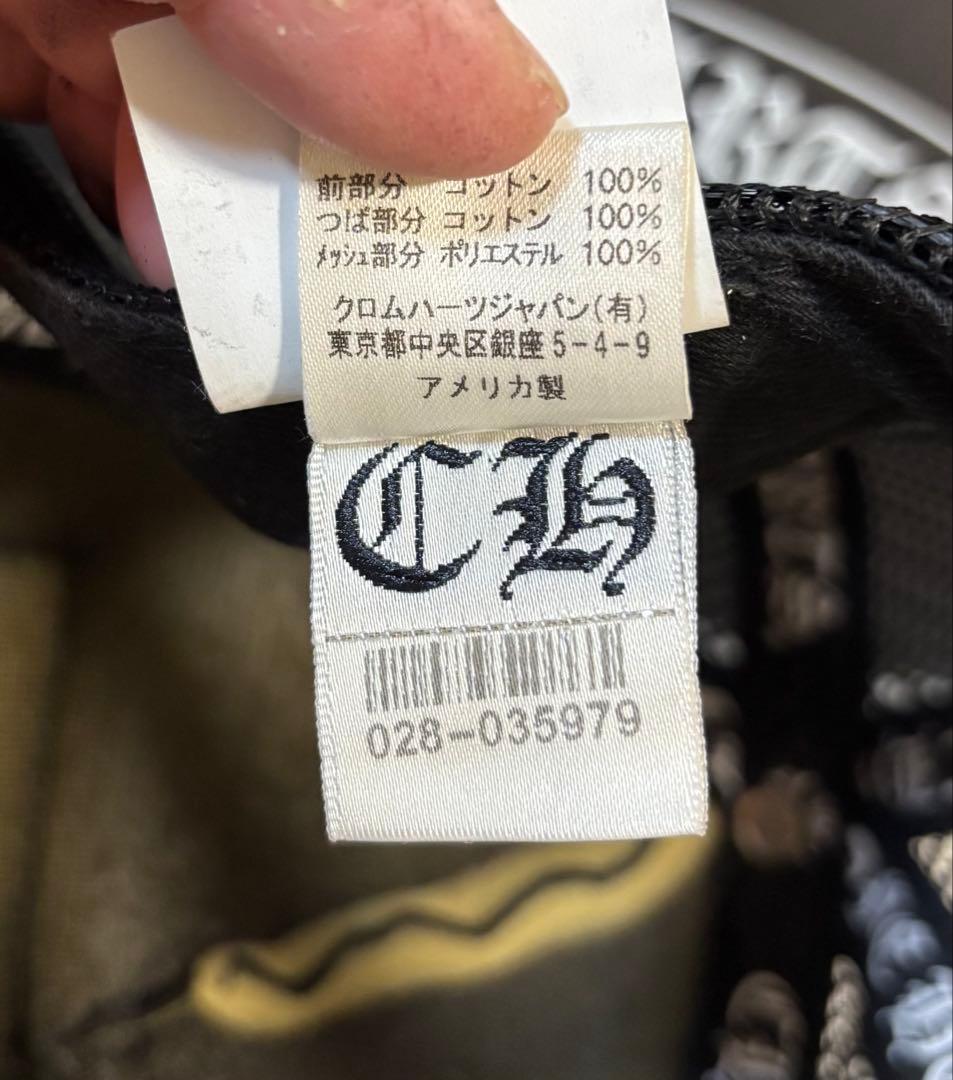 前部分 コットン 100%
つば部分 コットン 100%
ﾒｯｼｭ部分 ポリエステル 100%
クロムハーツジャパン(有)
東京都中央区銀座5-4-9
アメリカ製
CH
028-035979